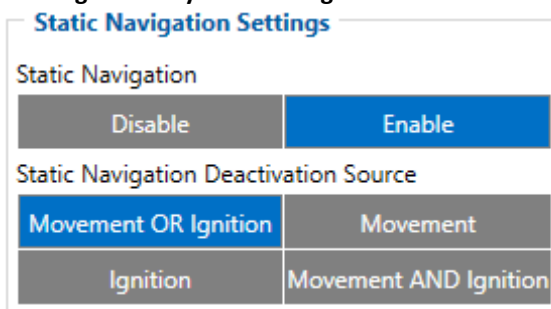 Static Navigation Settings
Static Navigation
Disable Enable
Static Navigation Deactivation Source
Movement OR Ignition Movement
Ignition Movement AND Ignition